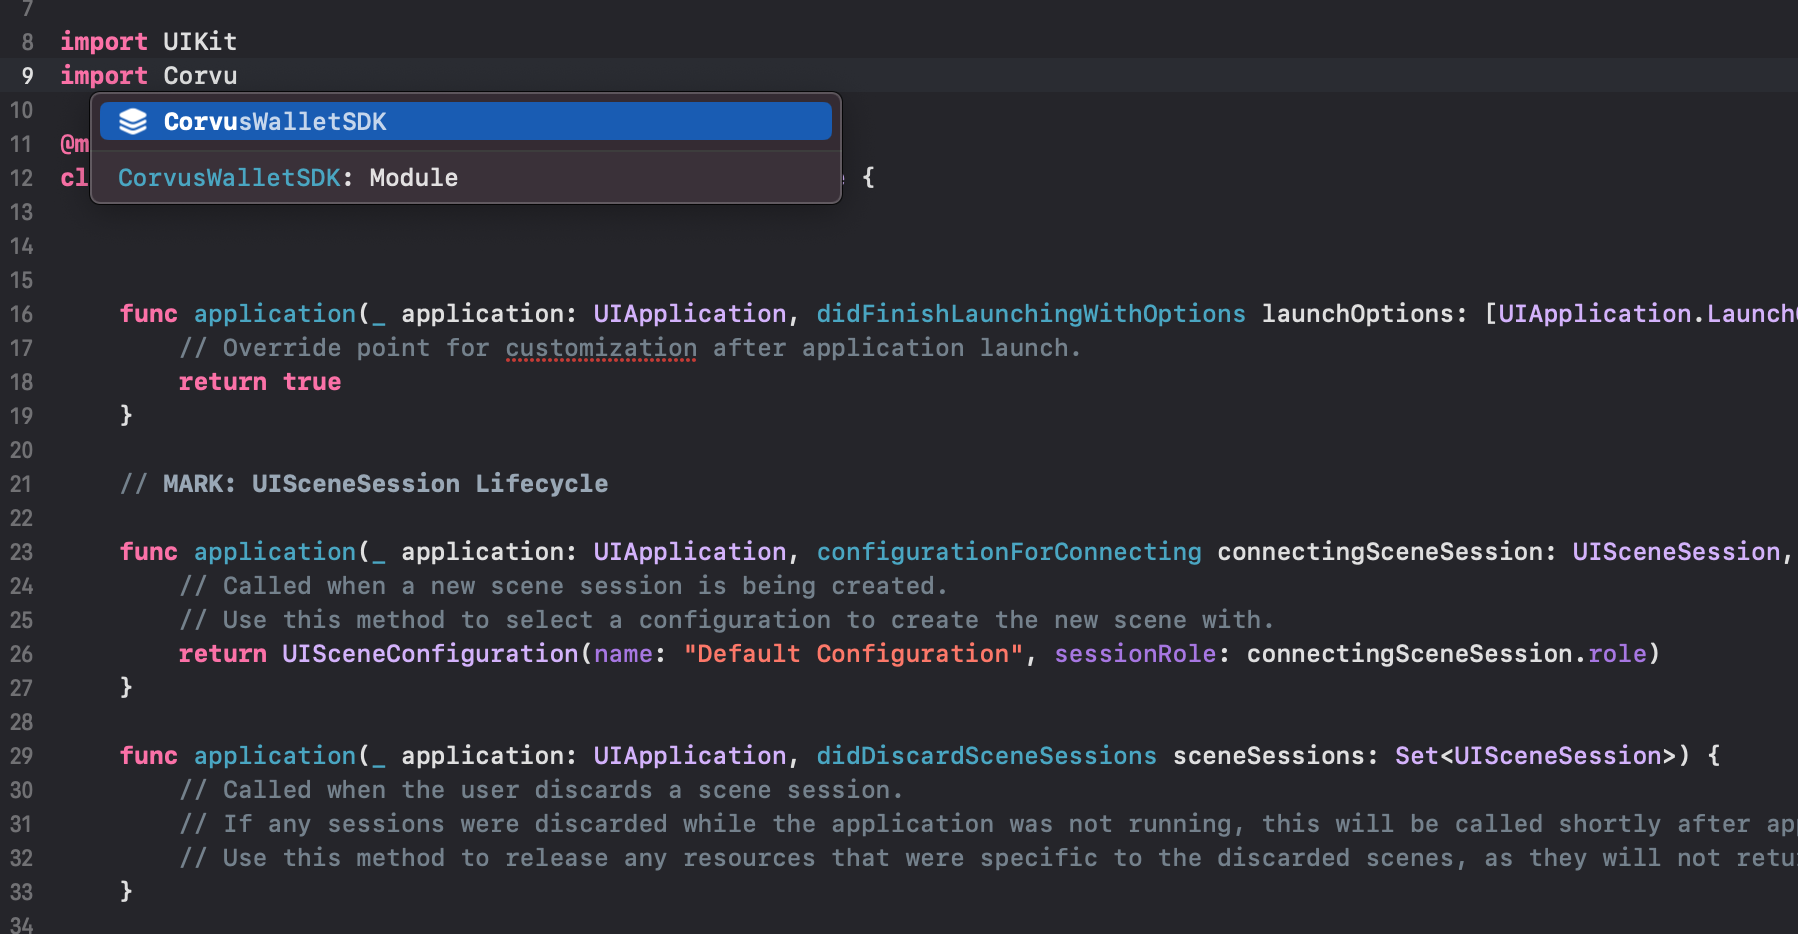 7
8 import UIKit
9 import Corvu
10
CorvusWalletSDK
11 @m
CorvusWalletSDK: Module
12 cl {
13
14
15
16 func application(_ application: UIApplication, didFinishLaunchingWithOptions launchOptions: [UIApplication.Launch
17 // Override point for customization after application launch.
18 return true
19 }
20
21 // MARK: UISceneSession Lifecycle
22
23 func application(_ application: UIApplication, configurationForConnecting connectingSceneSession: UISceneSession,
24 // Called when a new scene session is being created.
25 // Use this method to select a configuration to create the new scene with.
26 return UISceneConfiguration(name: "Default Configuration", sessionRole: connectingSceneSession.role)
27 }
28
29 func application(_ application: UIApplication, didDiscardSceneSessions sceneSessions: Set<UISceneSession>) {
30 // Called when the user discards a scene session.
31 // If any sessions were discarded while the application was not running, this will be called shortly after ap
32 // Use this method to release any resources that were specific to the discarded scenes, as they will not retu
33 }
34